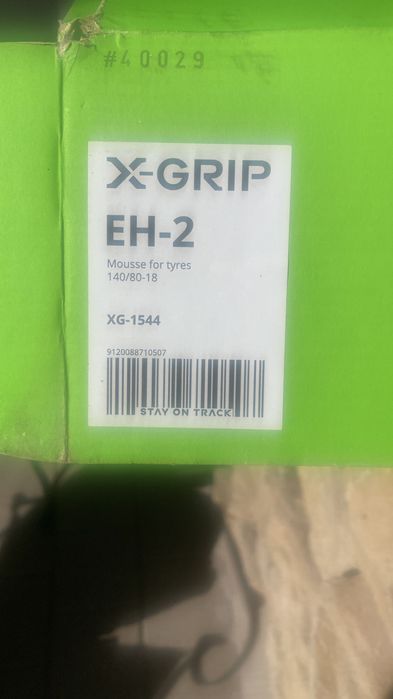 #40029
X-GRIP
EH-2
Mousse for tyres
140/80-18
XG-1544
9120088710507
STAY ON TRACK